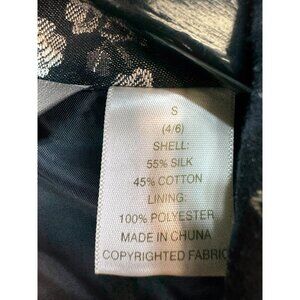 S
(4/6)
SHELL:
55% SILK
45% COTTON
LINING:
100% POLYESTER
MADE IN CHUNA
COPYRIGHTED FABRIC